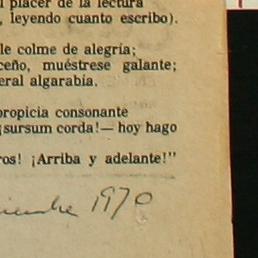 l placer de la lectura
, leyendo cuanto escribo).
le colme de alegría;
ceño, muéstrese galante;
eral algarabía.
propicia consonante
¡sursum corda!— hoy hago
ros! ¡Arriba y adelante!"
1970